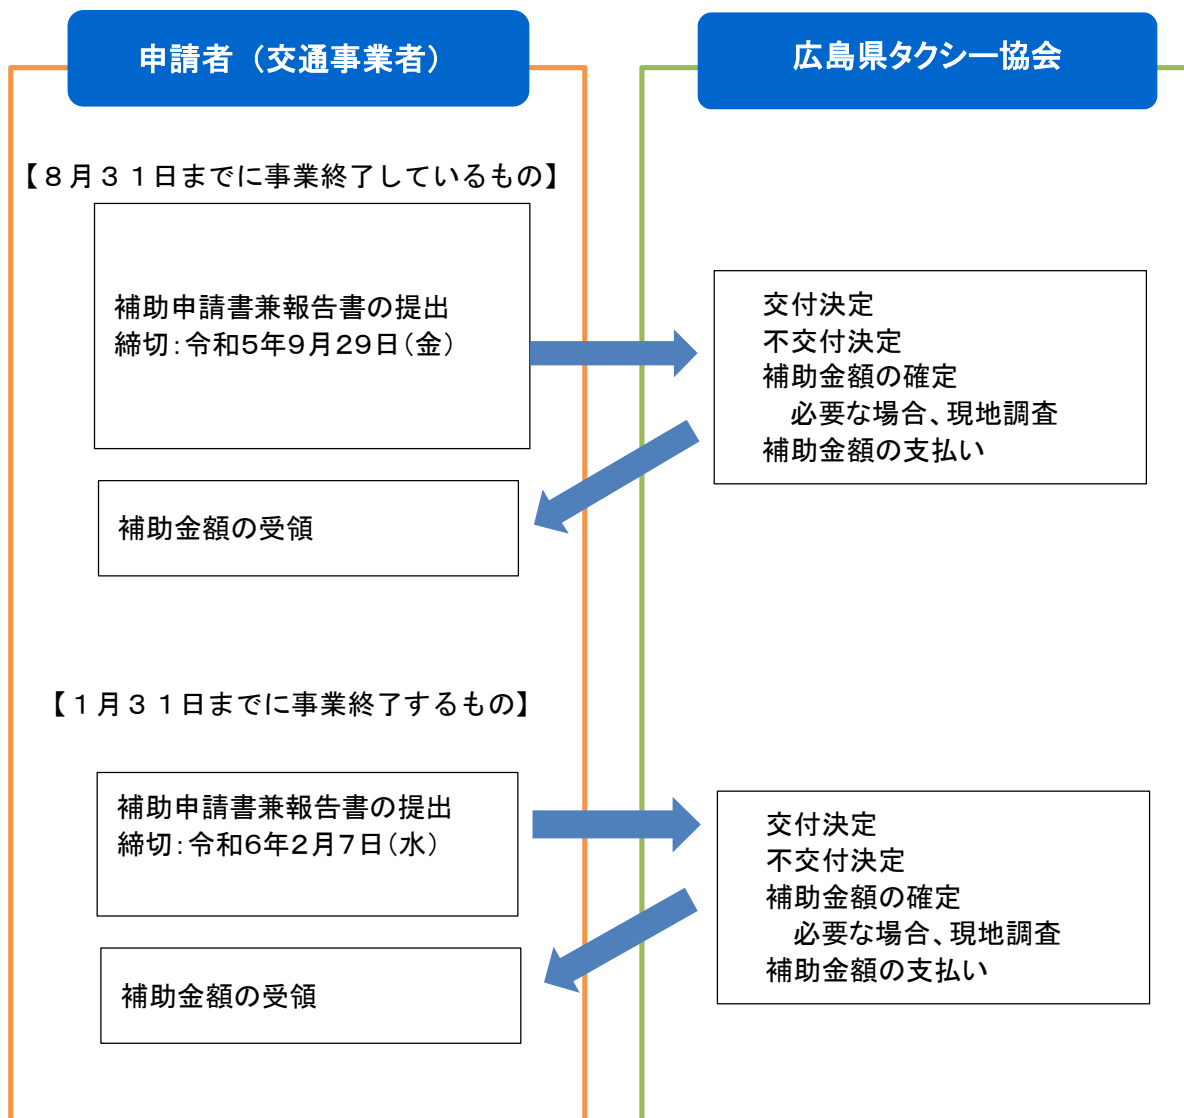 申請者（交通事業者）
広島県タクシー協会
【８月３１日までに事業終了しているもの】
補助申請書兼報告書の提出
締切：令和5年9月29日（金）
交付決定
不交付決定
補助金額の確定
必要な場合、現地調査
補助金額の支払い
補助金額の受領
【１月３１日までに事業終了するもの】
補助申請書兼報告書の提出
締切：令和6年2月7日（水）
交付決定
不交付決定
補助金額の確定
必要な場合、現地調査
補助金額の支払い
補助金額の受領